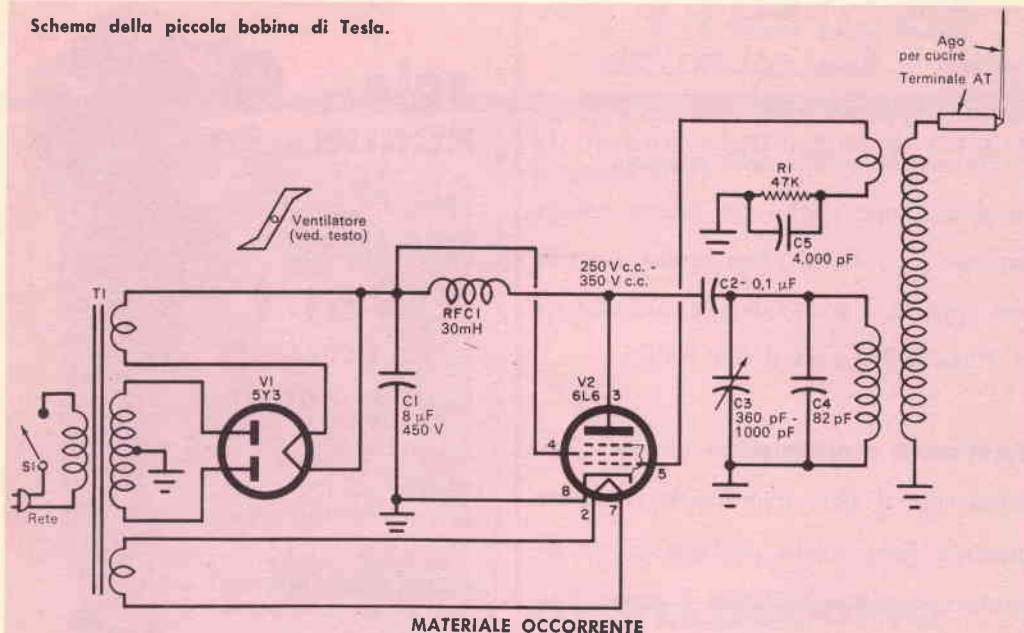 Schema della piccola bobina di Tesla.
Ago
per cucire
Terminale AT
R1
47K
C5
4.000 pF
Ventilatore
(ved. testo)
250 V c.c. -
350 V c.c.
C2- 0,1 µF
T1
RFC1
30mH
V1
5Y3
C1
8 µF
450 V
V2
6L6
3
4
5
8
2
7
C3
360 pF -
1000 pF
C4
82 pF
S1
Rete
MATERIALE OCCORRENTE